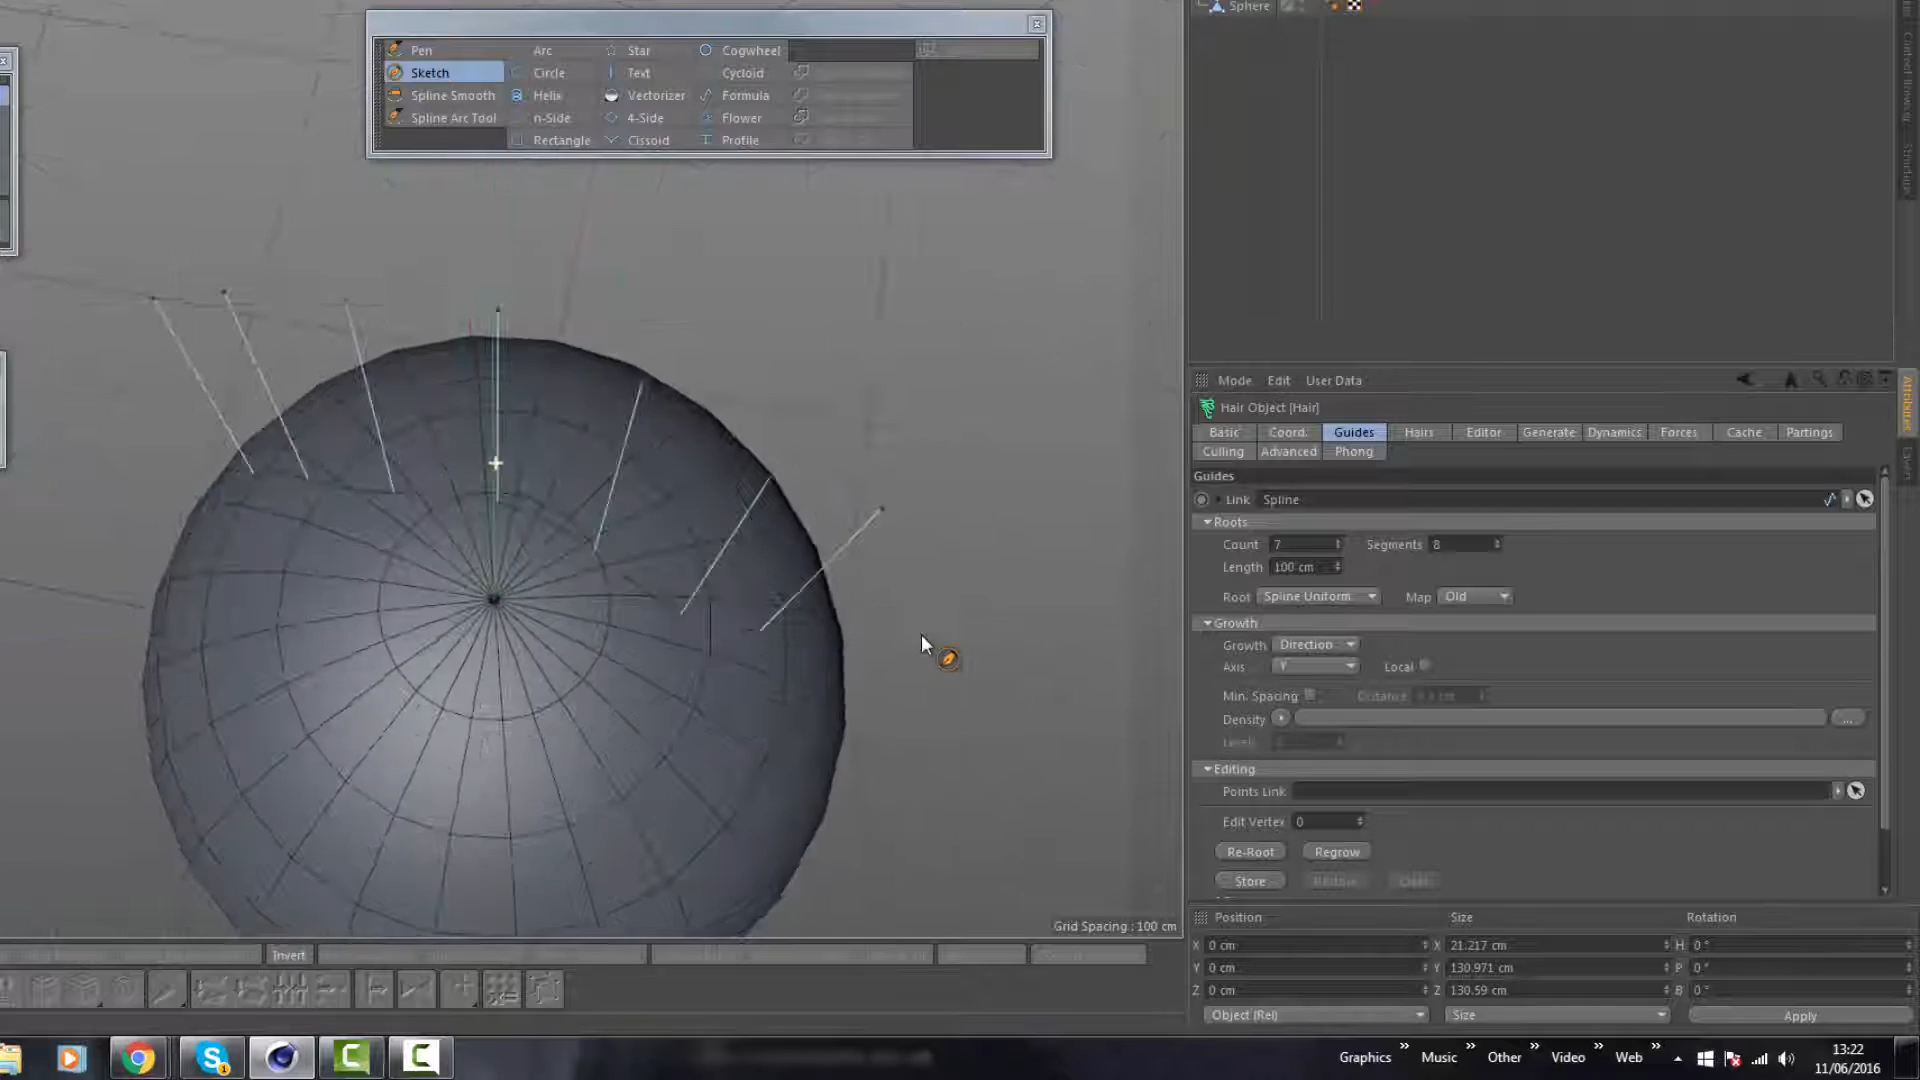 Sphere
Pen Arc Star Cogwheel
Sketch Circle Text Cycloid
Spline Smooth Helix Vectorizer Formula
Spline Arc Tool n-Side 4-Side Flower
Rectangle Cissoid Profile
Mode Edit User Data
Hair Object [Hair]
Basic Coord. Guides Hairs Editor Generate Dynamics Forces Cache Partings
Culling Advanced Phong
Guides
Link Spline
Roots
Count 7 Segments 8
Length 100 cm
Root Spline Uniform Map Old
Growth
Growth Direction
Axis Y Local
Min. Spacing Distance
Density ...
Level
Editing
Points Link
Edit Vertex 0
Re-Root Regrow
Store
Grid Spacing : 100 cm
Invert
Position Size Rotation
X 0 cm X 21.217 cm H 0 °
Y 0 cm Y 130.971 cm P 0 °
Z 0 cm Z 130.59 cm B 0 °
Object (Rel) Size Apply
Attributes
Layers
Structure
Content Browser
Graphics Music Other Video Web
13:22
11/06/2016